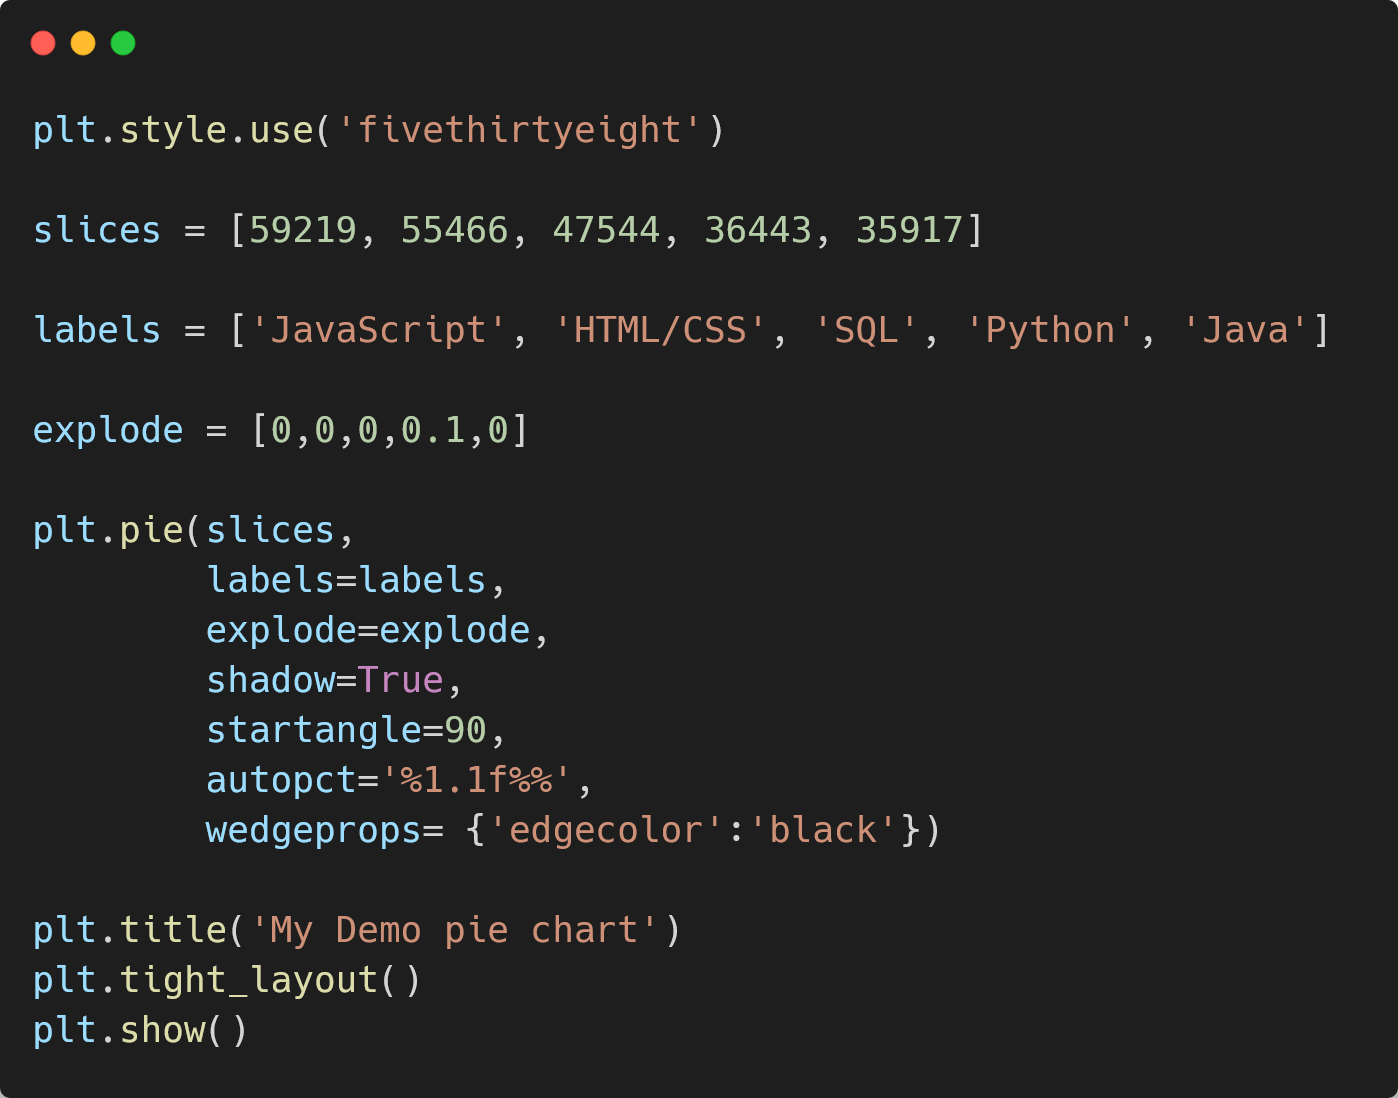 plt.style.use('fivethirtyeight')
slices = [59219, 55466, 47544, 36443, 35917]
labels = ['JavaScript', 'HTML/CSS', 'SQL', 'Python', 'Java']
explode = [0,0,0,0.1,0]
plt.pie(slices,
        labels=labels,
        explode=explode,
        shadow=True,
        startangle=90,
        autopct='%1.1f%%',
        wedgeprops= {'edgecolor':'black'})
plt.title('My Demo pie chart')
plt.tight_layout()
plt.show()